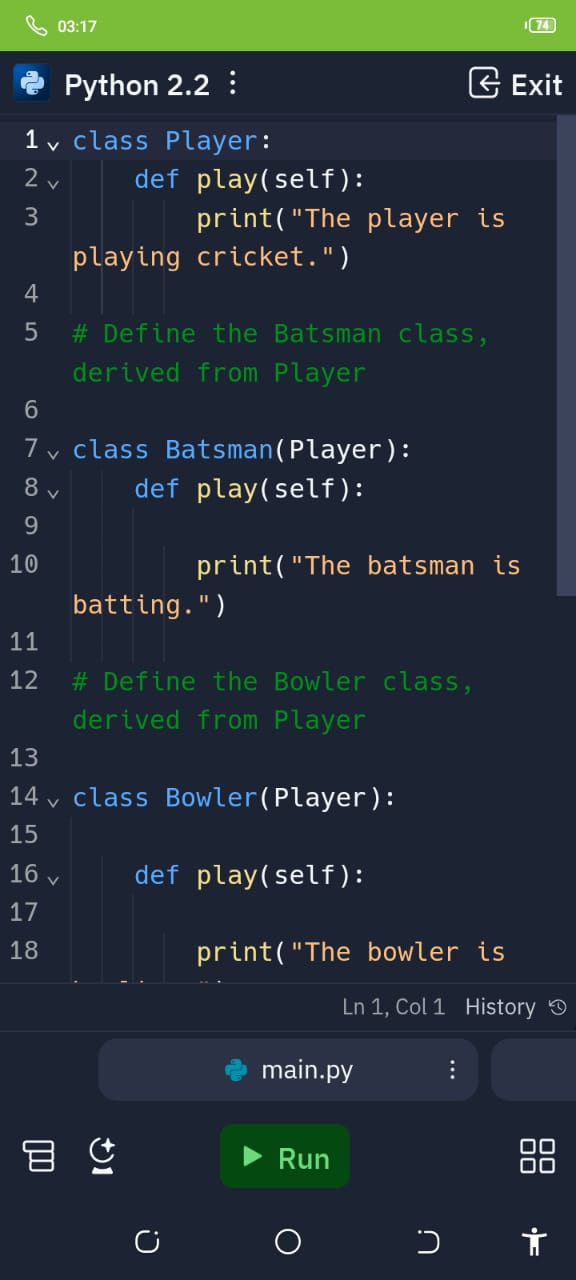 03:17
74
Python 2.2
Exit
1 class Player:
2 def play(self):
3 print("The player is
playing cricket.")
4
5 # Define the Batsman class,
derived from Player
6
7 class Batsman(Player):
8 def play(self):
9
10 print("The batsman is
batting.")
11
12 # Define the Bowler class,
derived from Player
13
14 class Bowler(Player):
15
16 def play(self):
17
18 print("The bowler is
Ln 1, Col 1 History
main.py
Run